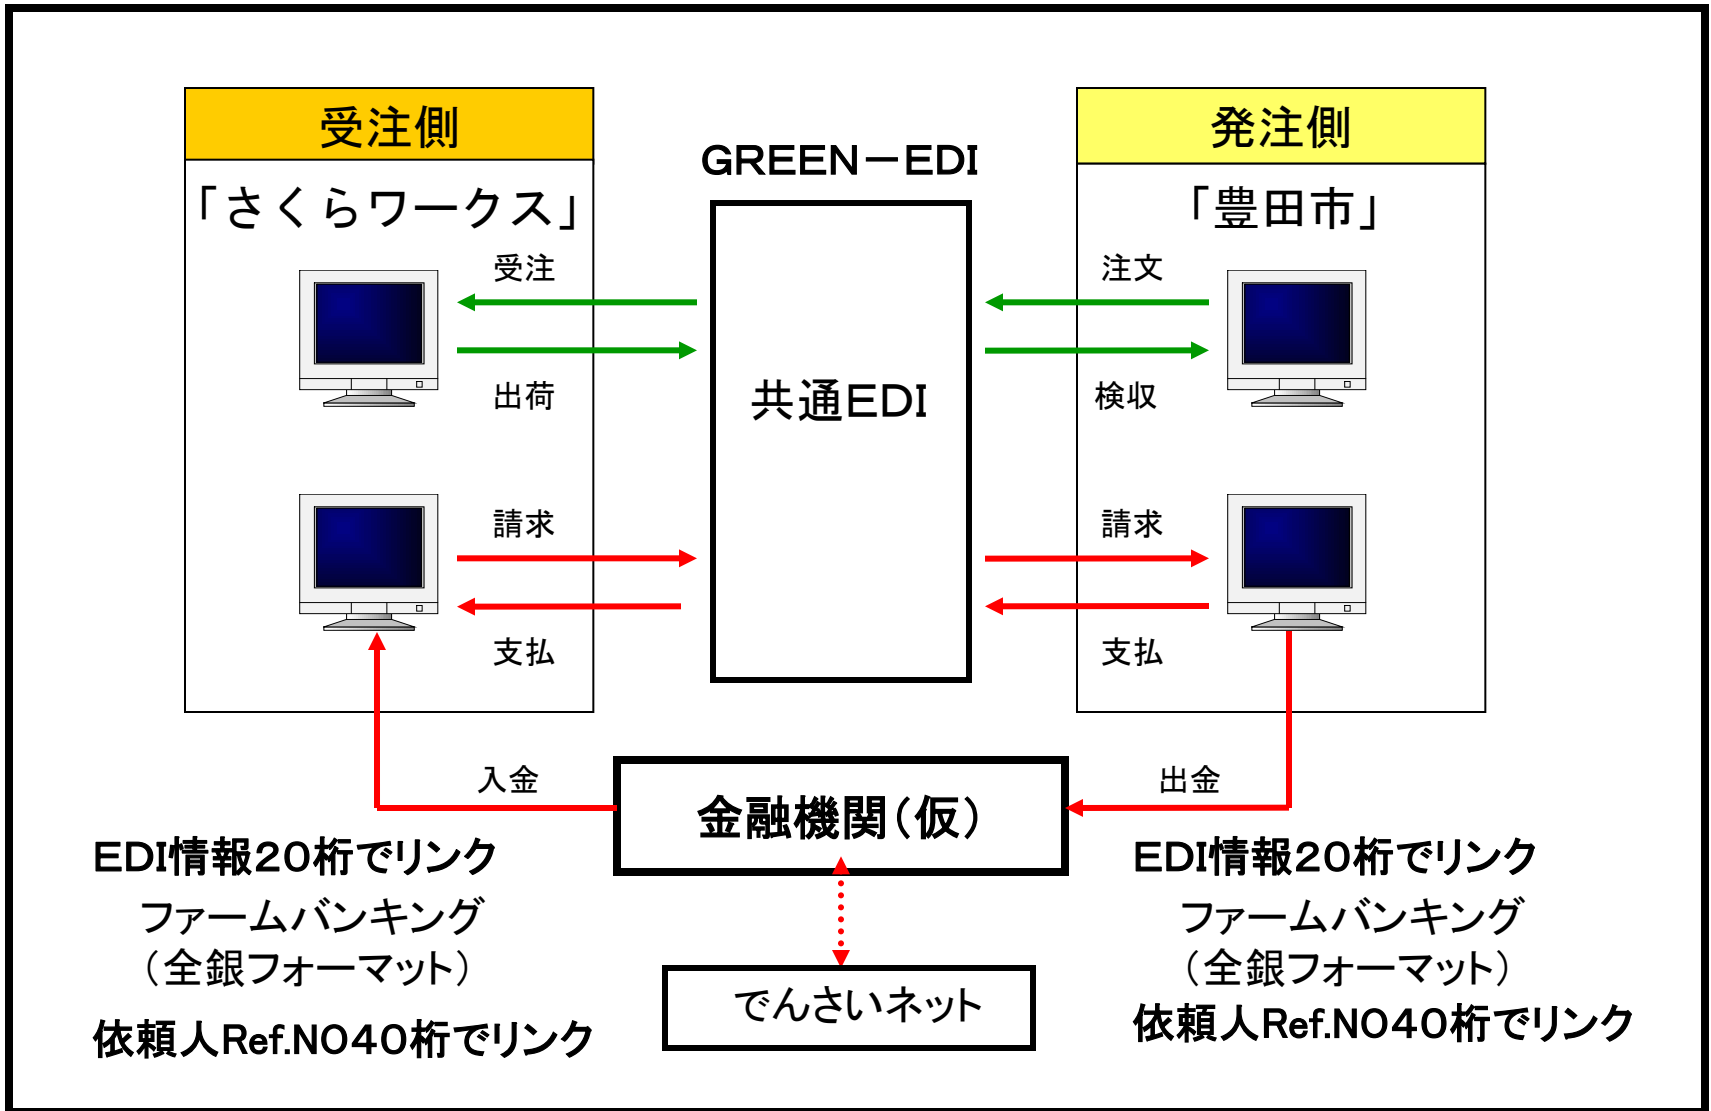 受注側
「さくらワークス」
受注
出荷
請求
支払
GREEN－EDI
共通EDI
発注側
「豊田市」
注文
検収
請求
支払
入金
金融機関（仮）
出金
EDI情報２０桁でリンク
ファームバンキング
（全銀フォーマット）
依頼人Ref.NO４０桁でリンク
でんさいネット
EDI情報２０桁でリンク
ファームバンキング
（全銀フォーマット）
依頼人Ref.NO４０桁でリンク